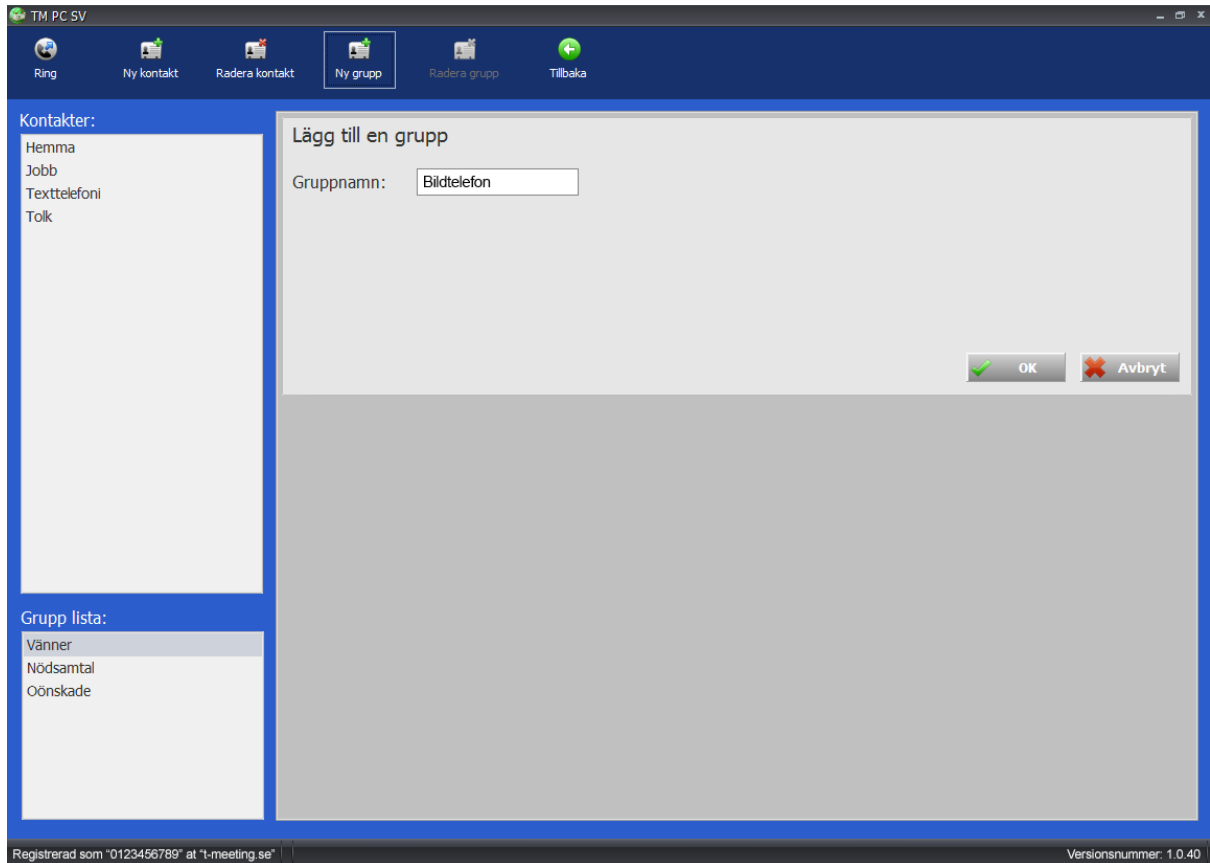 TM PC SV
Ring
Ny kontakt
Radera kontakt
Ny grupp
Radera grupp
Tillbaka
Kontakter:
Hemma
Jobb
Texttelefoni
Tolk
Lägg till en grupp
Gruppnamn:
Bildtelefon
OK
Avbryt
Grupp lista:
Vänner
Nödsamtal
Oönskade
Registrerad som "0123456789" at "t-meeting.se"
Versionsnummer: 1.0.40